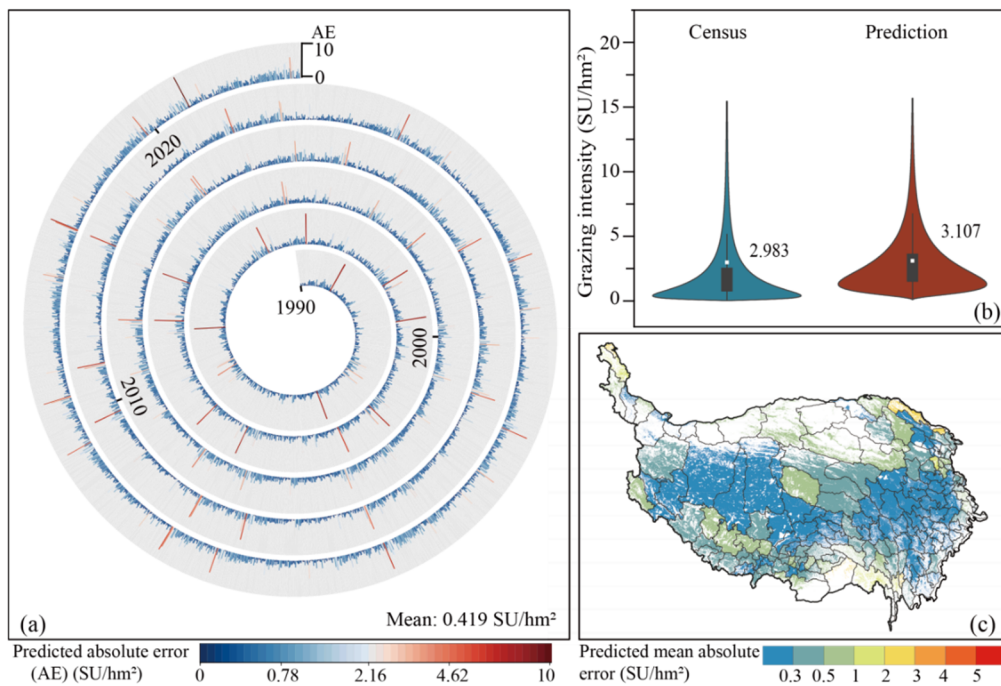 AE
10
0
2020
1990
2000
2010
(a)
Mean: 0.419 SU/hm²
Predicted absolute error
(AE) (SU/hm²)
0 0.78 2.16 4.62 10
Census Prediction
Grazing intensity (SU/hm²)
20
15
10
5
0
2.983
3.107
(b)
(c)
Predicted mean absolute
error (SU/hm²)
0.3 0.5 1 2 3 4 5